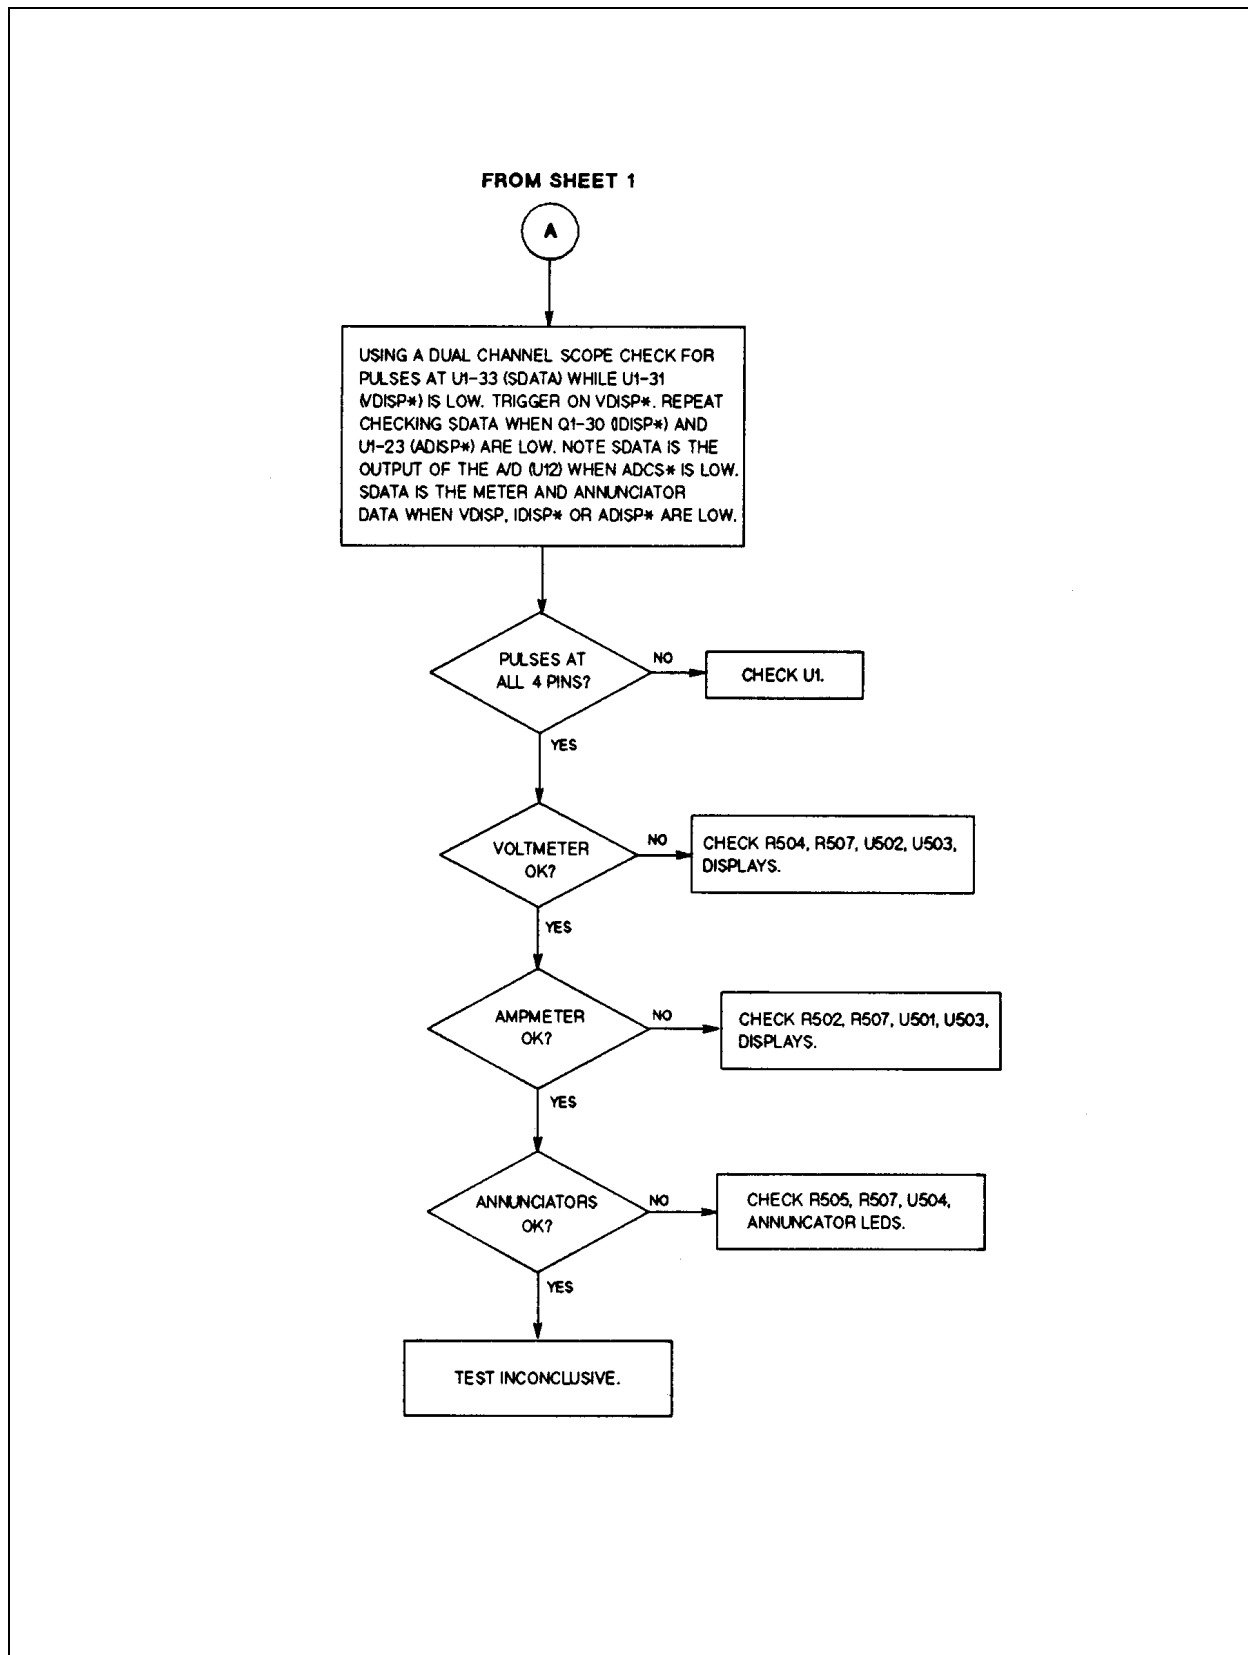 FROM SHEET 1
A
USING A DUAL CHANNEL SCOPE CHECK FOR
PULSES AT U1-33 (SDATA) WHILE U1-31
(VDISP*) IS LOW. TRIGGER ON VDISP*. REPEAT
CHECKING SDATA WHEN Q1-30 (IDISP*) AND
U1-23 (ADISP*) ARE LOW. NOTE SDATA IS THE
OUTPUT OF THE A/D (U12) WHEN ADCS* IS LOW.
SDATA IS THE METER AND ANNUNCIATOR
DATA WHEN VDISP, IDISP* OR ADISP* ARE LOW.
PULSES AT
ALL 4 PINS?
NO
CHECK U1.
YES
VOLTMETER
OK?
NO
CHECK R504, R507, U502, U503,
DISPLAYS.
YES
AMPMETER
OK?
NO
CHECK R502, R507, U501, U503,
DISPLAYS.
YES
ANNUNCIATORS
OK?
NO
CHECK R505, R507, U504,
ANNUNCATOR LEDS.
YES
TEST INCONCLUSIVE.